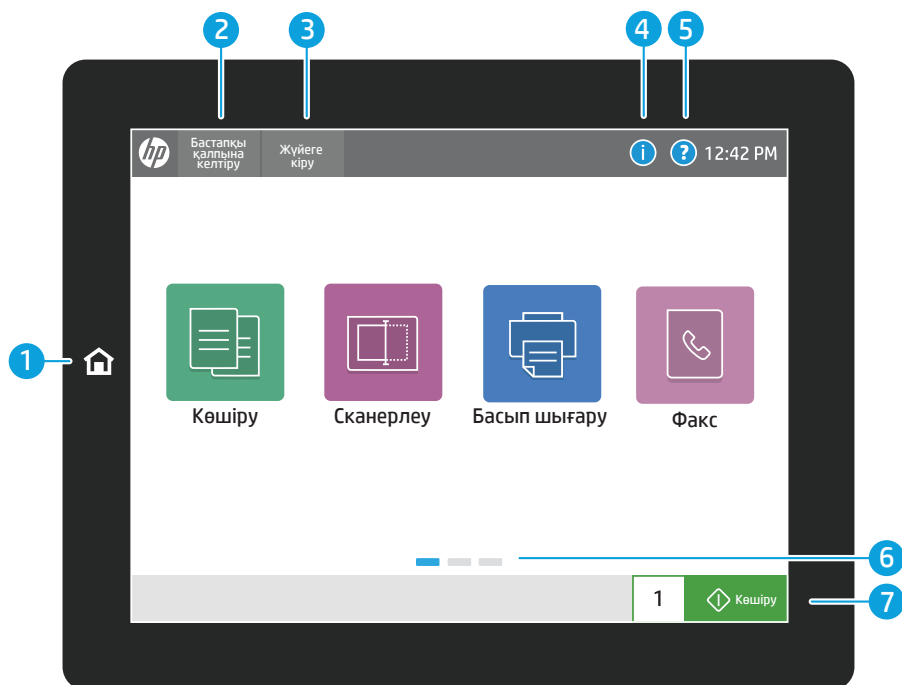 2
3
4
5
hp
Бастапқы
қалпына
келтіру
Жүйеге
кіру
i
?
12:42 PM
1
Көшіру
Сканерлеу
Басып шығару
Факс
6
1
Көшіру
7